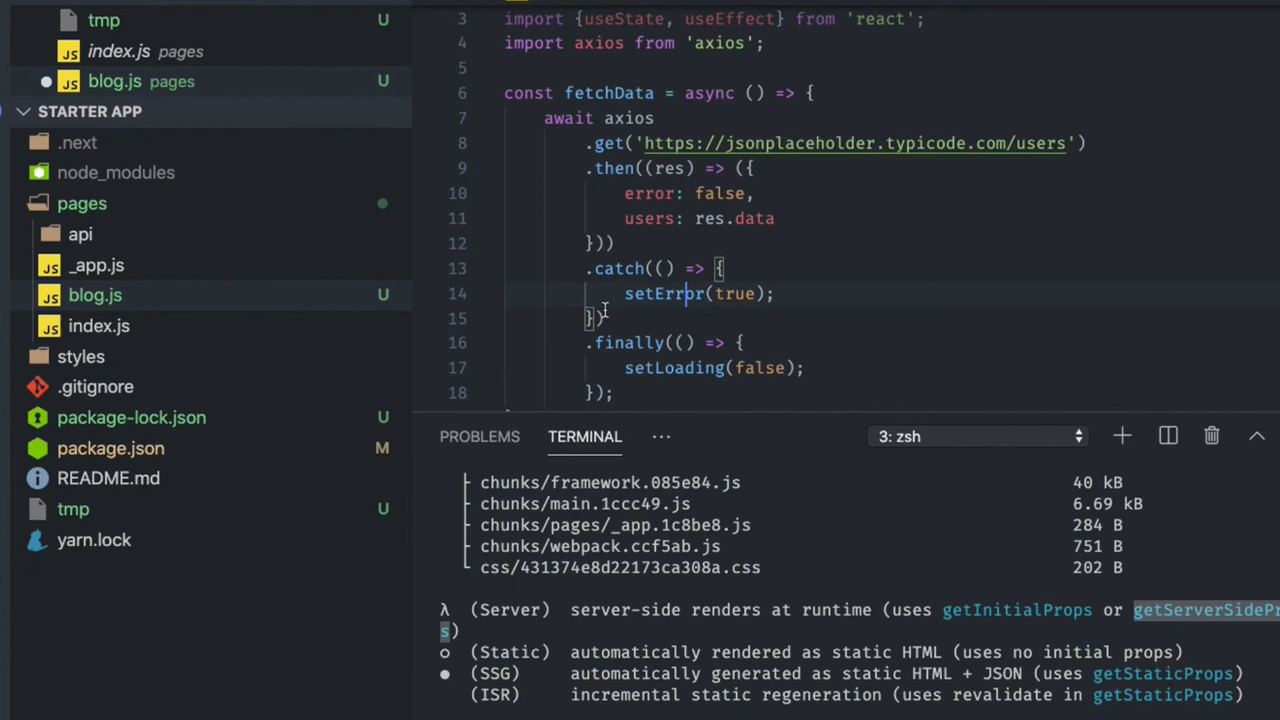 tmp U
JS index.js pages
JS blog.js pages U
STARTER APP
.next
node_modules
pages
api
JS _app.js
JS blog.js U
JS index.js
styles
.gitignore
package-lock.json U
package.json M
README.md
tmp U
yarn.lock
3 import {useState, useEffect} from 'react';
4 import axios from 'axios';
5
6 const fetchData = async () => {
7 await axios
8 .get('https://jsonplaceholder.typicode.com/users')
9 .then((res) => ({
10 error: false,
11 users: res.data
12 }))
13 .catch(() => {
14 setError(true);
15 })
16 .finally(() => {
17 setLoading(false);
18 });
PROBLEMS TERMINAL ··· 3: zsh
├ chunks/framework.085e84.js 40 kB
├ chunks/main.1ccc49.js 6.69 kB
├ chunks/pages/_app.1c8be8.js 284 B
├ chunks/webpack.ccf5ab.js 751 B
└ css/431374e8d22173ca308a.css 202 B
λ (Server) server-side renders at runtime (uses getInitialProps or getServerSidePr
s)
○ (Static) automatically rendered as static HTML (uses no initial props)
● (SSG) automatically generated as static HTML + JSON (uses getStaticProps)
(ISR) incremental static regeneration (uses revalidate in getStaticProps)